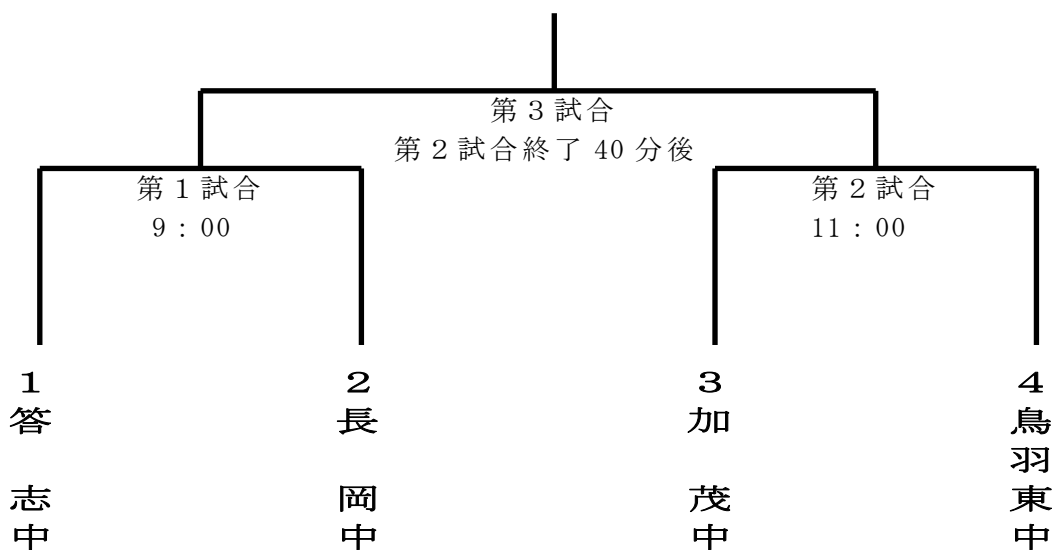 第３試合
第２試合終了 40 分後
第１試合
9：00
第２試合
11：00
１答　志中
２長　岡中
３加　茂中
４鳥羽東中